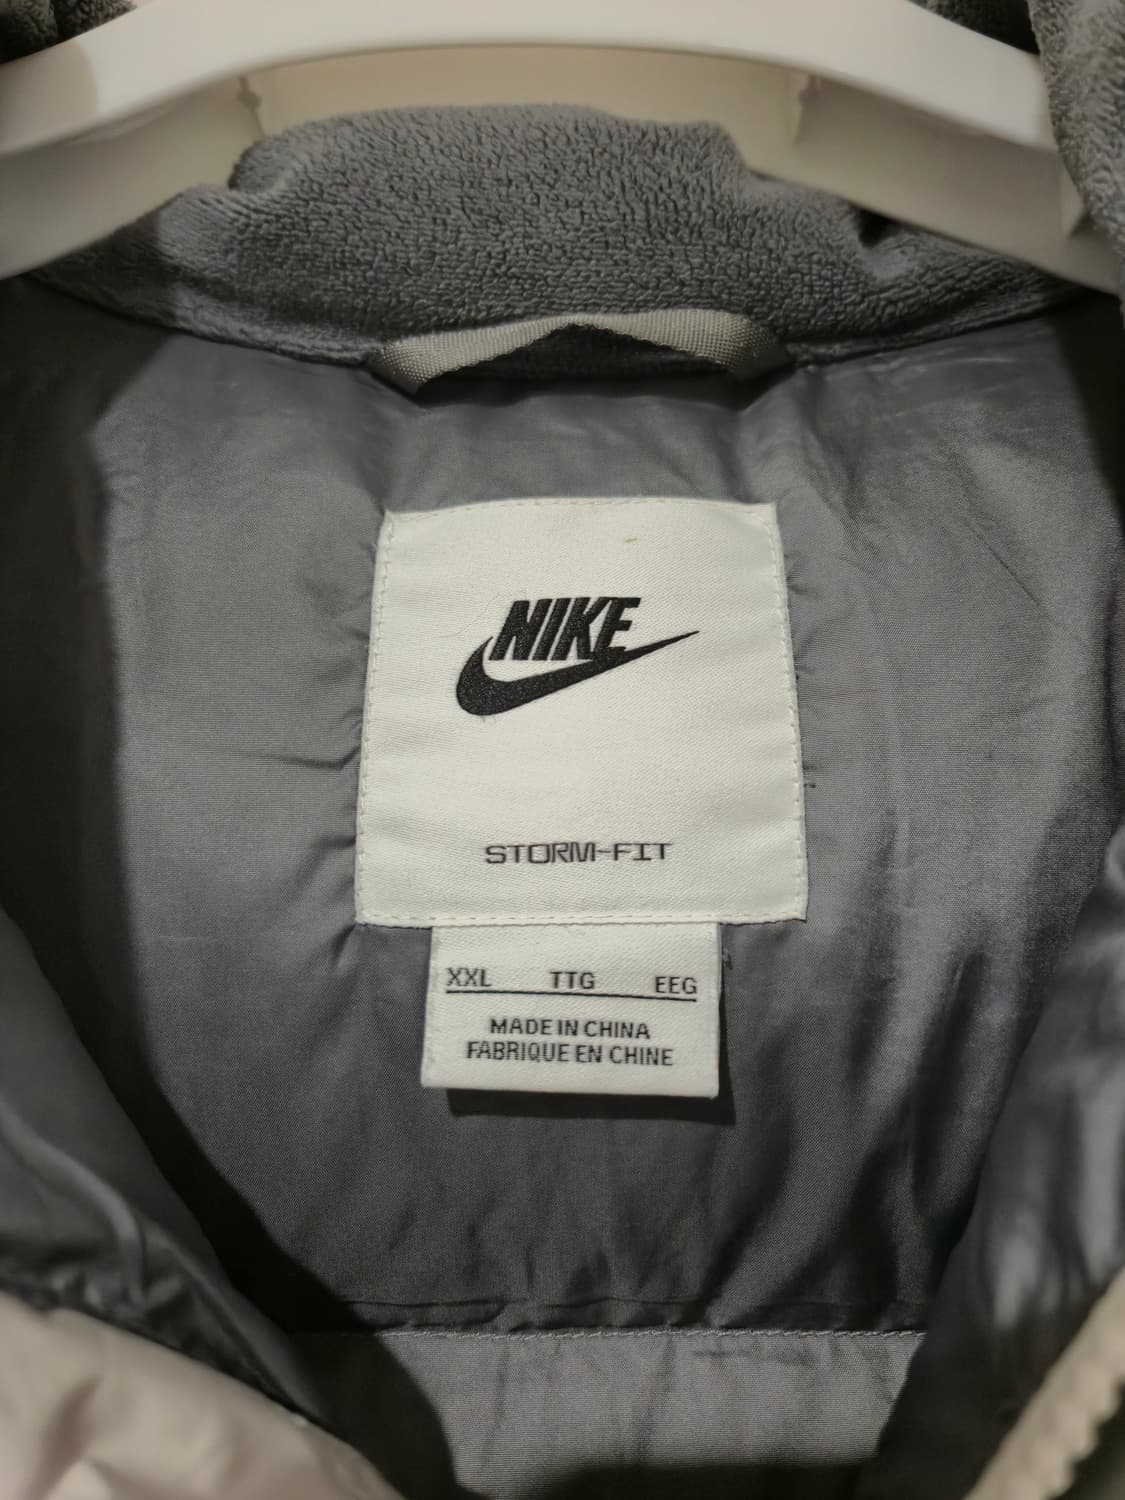 NIKE
STORM-FIT
XXL TTG EEG
MADE IN CHINA
FABRIQUE EN CHINE